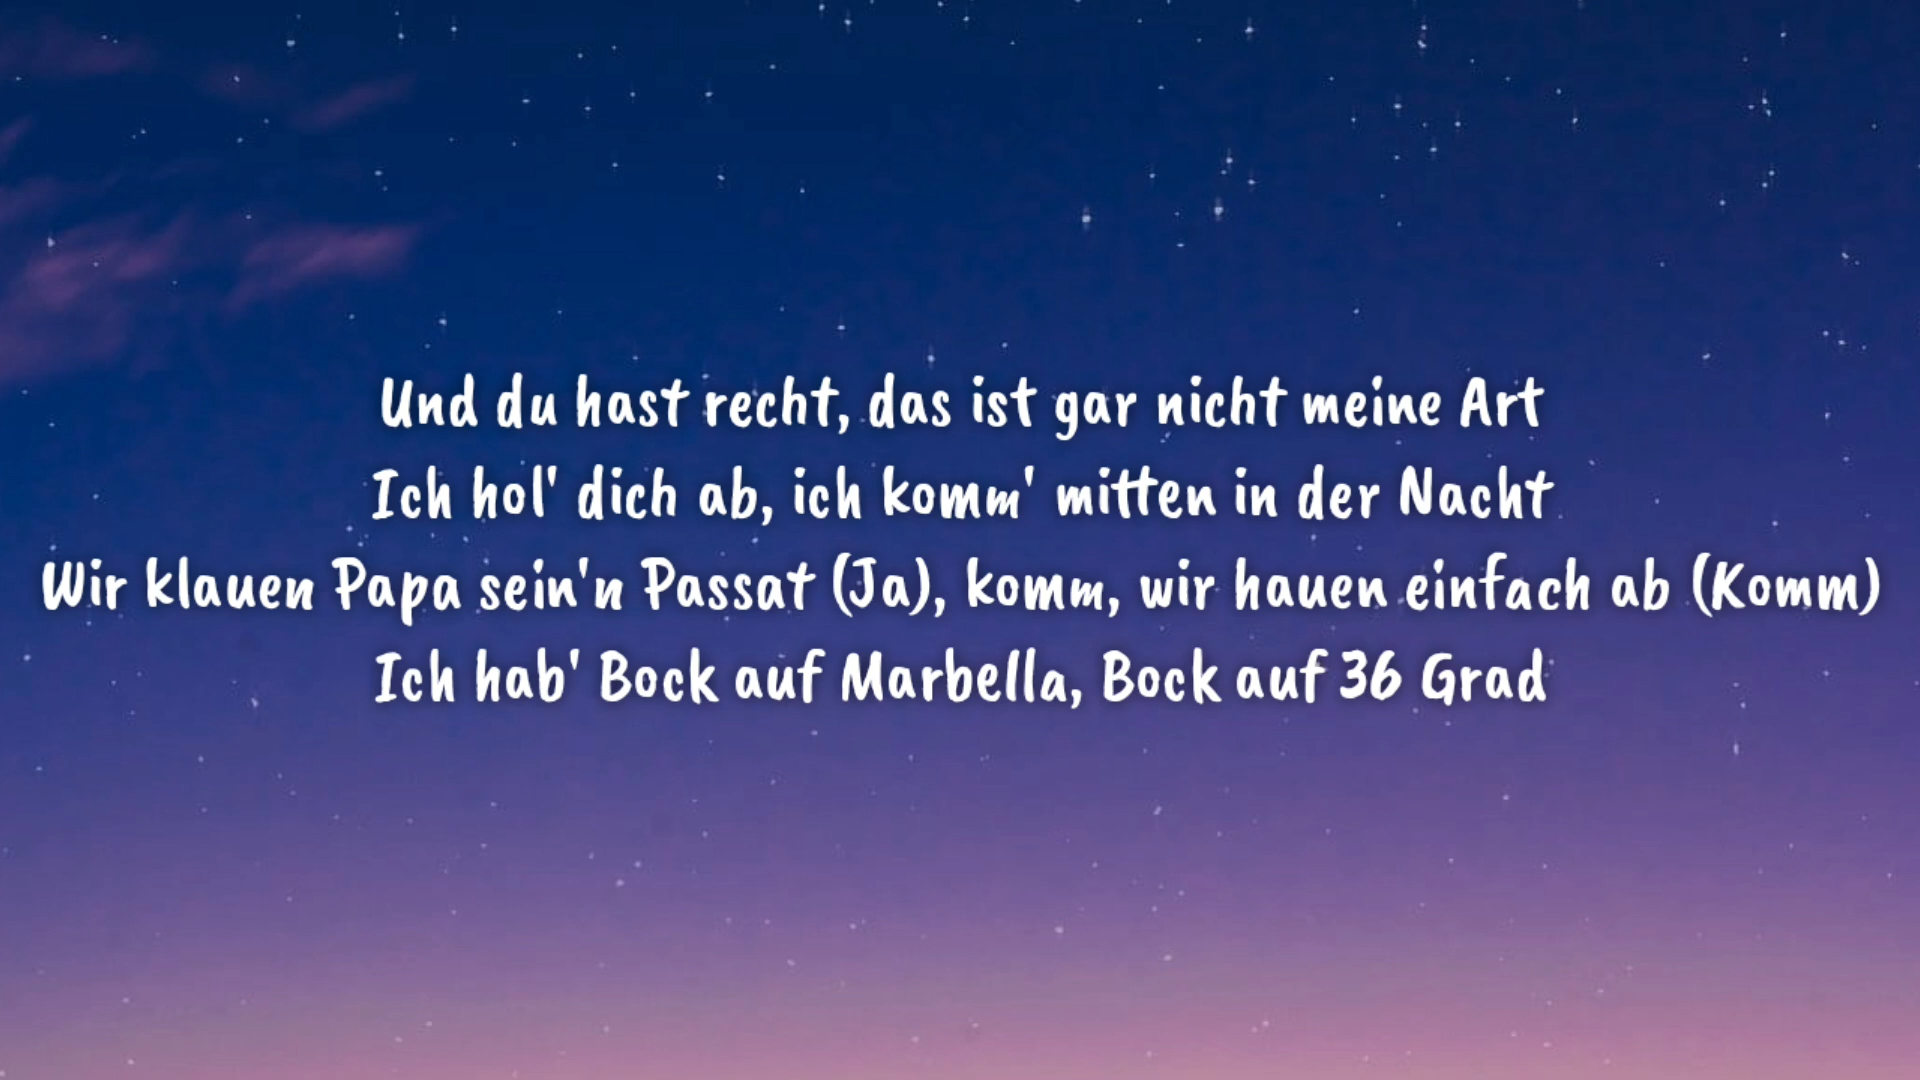 Und du hast recht, das ist gar nicht meine Art
Ich hol' dich ab, ich komm' mitten in der Nacht
Wir klauen Papa sein'n Passat (Ja), komm, wir hauen einfach ab (Komm)
Ich hab' Bock auf Marbella, Bock auf 36 Grad